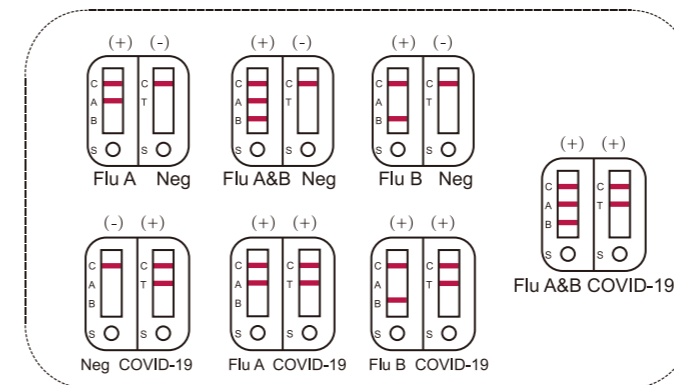 (+) (-)
C C
A T
B
S S
Flu A Neg
(+) (-)
C C
A T
B
S S
Flu A&B Neg
(+) (-)
C C
A T
B
S S
Flu B Neg
(-) (+)
C C
A T
B
S S
Neg COVID-19
(+) (+)
C C
A T
B
S S
Flu A COVID-19
(+) (+)
C C
A T
B
S S
Flu B COVID-19
(+) (+)
C C
A T
B
S S
Flu A&B COVID-19